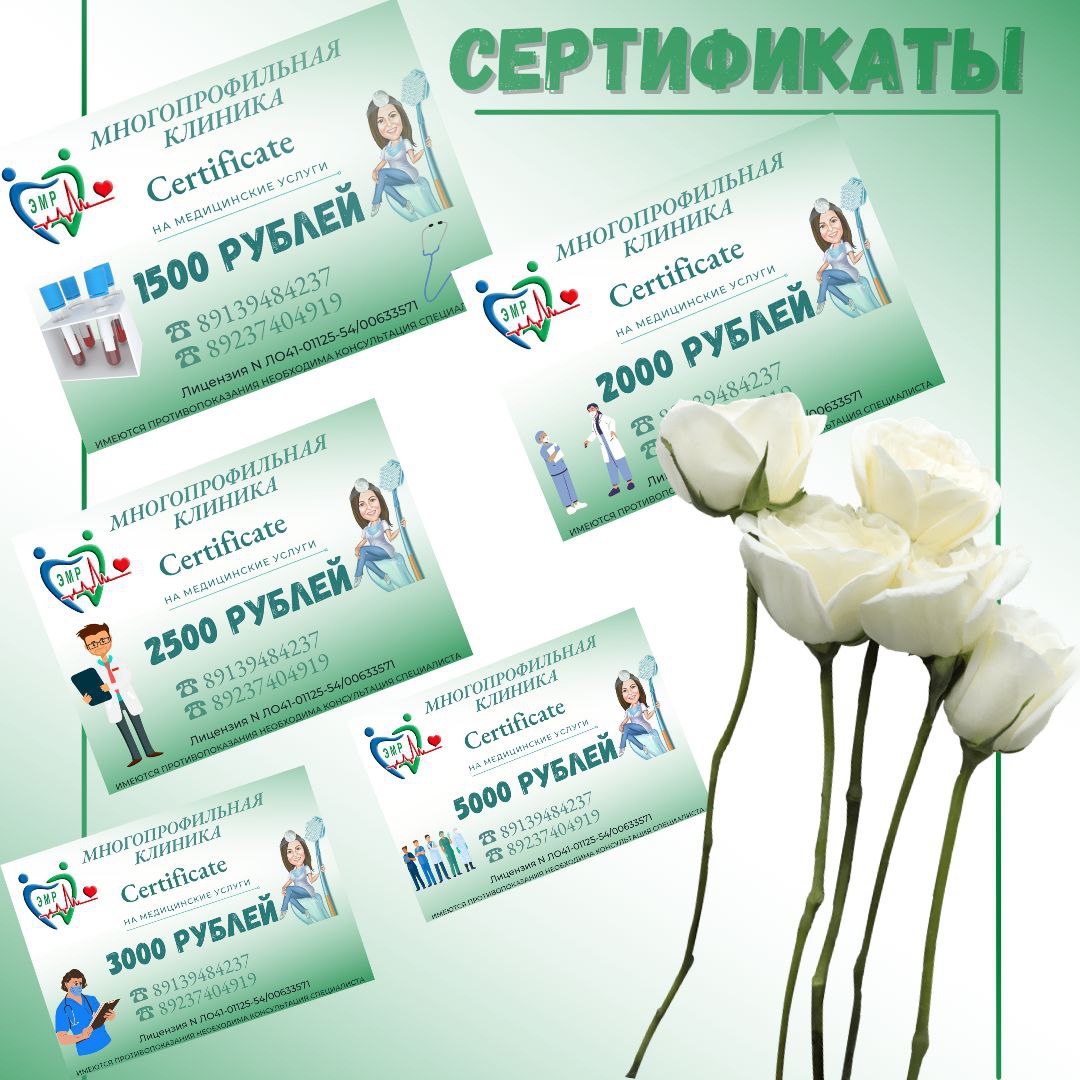 СЕРТИФИКАТЫ
МНОГОПРОФИЛЬНАЯ
КЛИНИКА
ЭМР
Certificate
НА МЕДИЦИНСКИЕ УСЛУГИ
1500 РУБЛЕЙ
☎ 89139484237
☎ 89237404919
Лицензия N ЛО41-01125-54/00633571
ИМЕЮТСЯ ПРОТИВОПОКАЗАНИЯ НЕОБХОДИМА КОНСУЛЬТАЦИЯ
МНОГОПРОФИЛЬНАЯ
КЛИНИКА
ЭМР
Certificate
НА МЕДИЦИНСКИЕ УСЛУГИ
2000 РУБЛЕЙ
☎ 484237
☎
00633571
ИМЕЮТСЯ СПЕЦИАЛИСТА
МНОГОПРОФИЛЬНАЯ
КЛИНИКА
ЭМР
Certificate
НА МЕДИЦИНСКИЕ УСЛУГИ
2500 РУБЛЕЙ
☎ 89139484237
☎ 89237404919
Лицензия N ЛО41-01125-54/00633571
ИМЕЮТСЯ ПРОТИВОПОКАЗАНИЯ НЕОБХОДИМА КОНСУЛЬТАЦИЯ СПЕЦИАЛИСТА
МНОГОПРОФИЛЬНАЯ
КЛИНИКА
ЭМР
Certificate
НА МЕДИЦИНСКИЕ УСЛУГИ
5000 РУБЛЕЙ
☎ 89139484237
☎ 89237404919
Лицензия N ЛО41-01125-54/00633571
ИМЕЮТСЯ ПРОТИВОПОКАЗАНИЯ НЕОБХОДИМА КОНСУЛЬТАЦИЯ СПЕЦИАЛИСТА
МНОГОПРОФИЛЬНАЯ
КЛИНИКА
ЭМР
Certificate
НА МЕДИЦИНСКИЕ УСЛУГИ
3000 РУБЛЕЙ
☎ 89139484237
☎ 89237404919
Лицензия N ЛО41-01125-54/00633571
ИМЕЮТСЯ ПРОТИВОПОКАЗАНИЯ НЕОБХОДИМА КОНСУЛЬТАЦИЯ СПЕЦИАЛИСТА